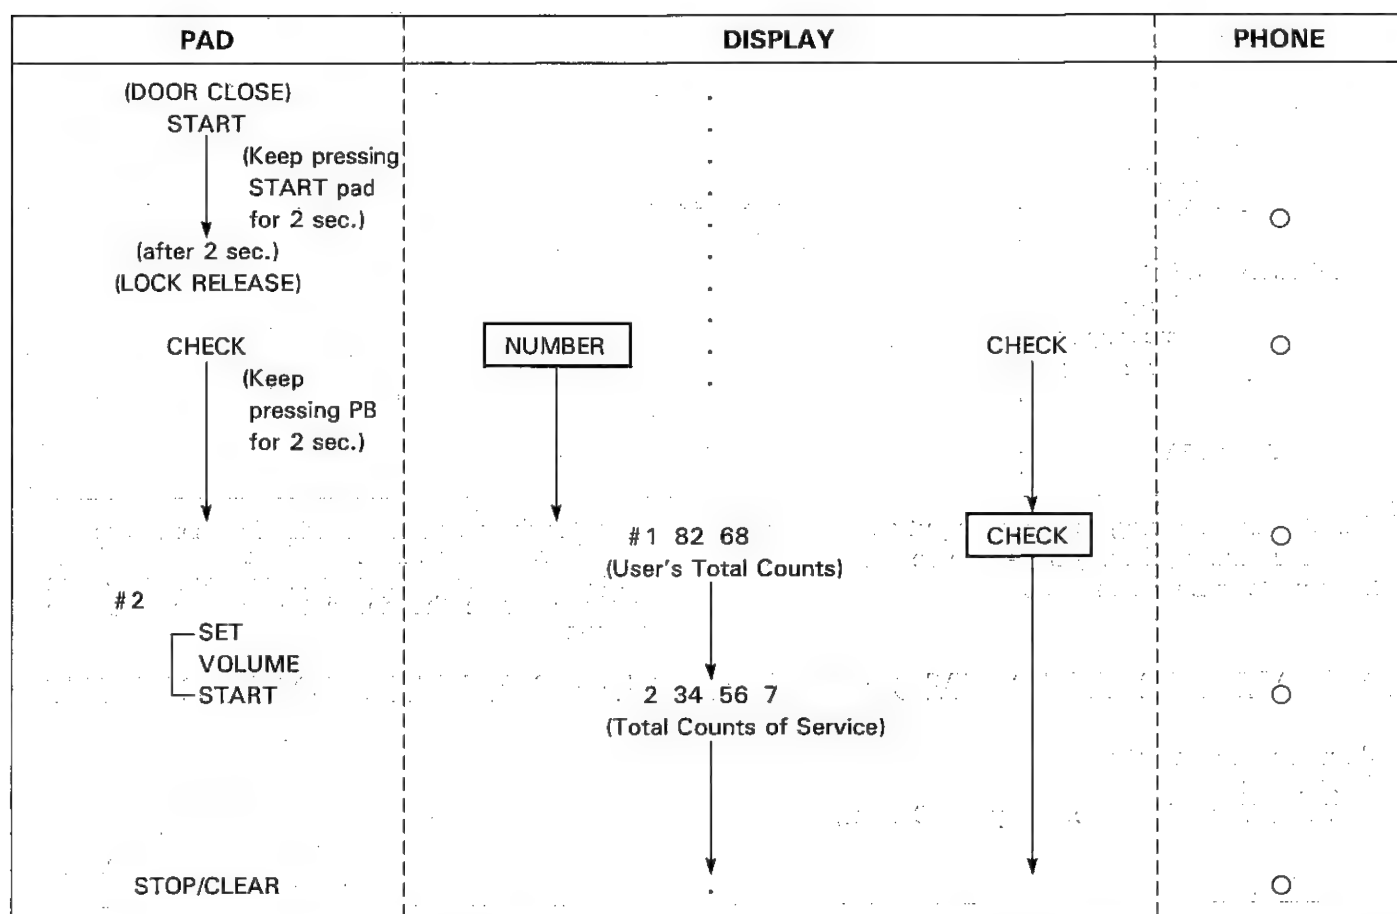 PAD DISPLAY PHONE
(DOOR CLOSE)
START
(Keep pressing
START pad
for 2 sec.)
(after 2 sec.)
(LOCK RELEASE)
CHECK NUMBER CHECK
(Keep
pressing PB
for 2 sec.)
#1 82 68 CHECK
(User's Total Counts)
#2
SET
VOLUME
START 2 34 56 7
(Total Counts of Service)
STOP/CLEAR